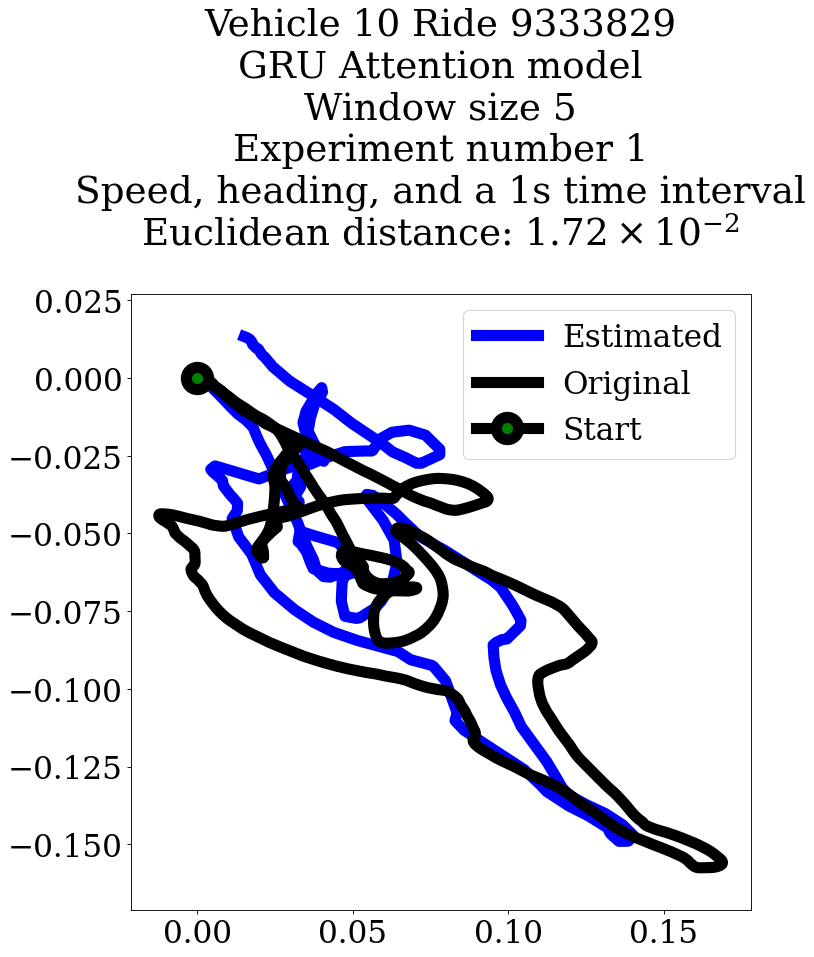 Vehicle 10 Ride 9333829
GRU Attention model
Window size 5
Experiment number 1
Speed, heading, and a 1s time interval
Euclidean distance: 1.72 × 10⁻²
0.025
0.000
−0.025
−0.050
−0.075
−0.100
−0.125
−0.150
Estimated
Original
Start
0.00 0.05 0.10 0.15